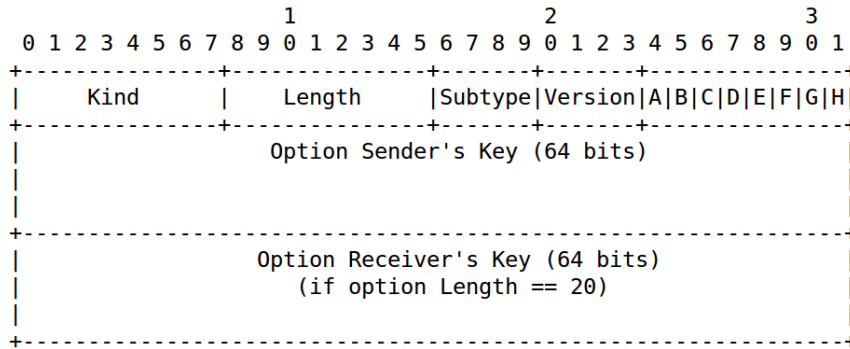 1                   2                   3
 0 1 2 3 4 5 6 7 8 9 0 1 2 3 4 5 6 7 8 9 0 1 2 3 4 5 6 7 8 9 0 1
+---------------+---------------+-------+-------+---------------+
|     Kind      |    Length     |Subtype|Version|A|B|C|D|E|F|G|H|
+---------------+---------------+-------+-------+---------------+
|                   Option Sender's Key (64 bits)               |
|                                                               |
|                                                               |
+---------------------------------------------------------------+
|                  Option Receiver's Key (64 bits)              |
|                     (if option Length == 20)                  |
|                                                               |
+---------------------------------------------------------------+